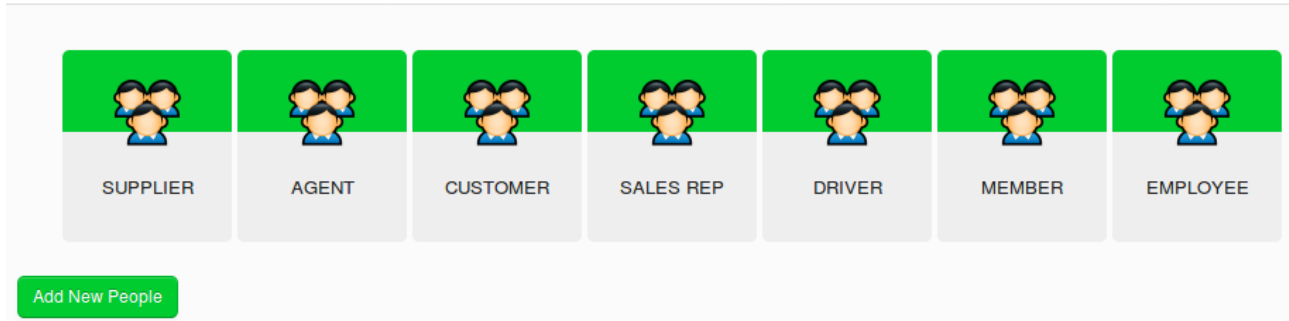 SUPPLIER
AGENT
CUSTOMER
SALES REP
DRIVER
MEMBER
EMPLOYEE
Add New People